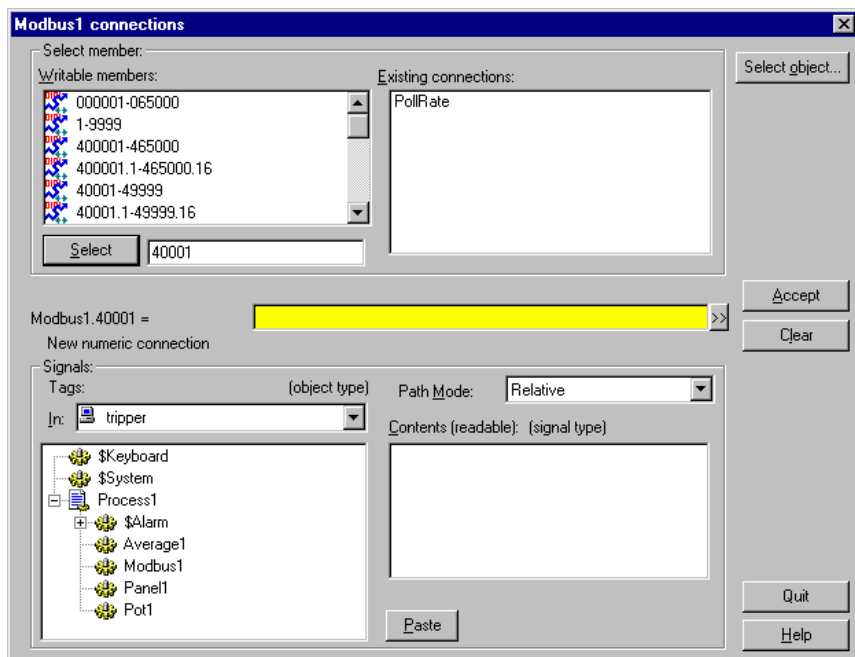 Modbus1 connections
Select member:
Writable members:
000001-065000
1-9999
400001-465000
400001.1-465000.16
40001-49999
40001.1-49999.16
Select
40001
Existing connections:
PollRate
Select object...
Modbus1.40001 =
>>
New numeric connection
Accept
Clear
Signals:
Tags: (object type)
In: tripper
Path Mode: Relative
Contents (readable): (signal type)
$Keyboard
$System
Process1
$Alarm
Average1
Modbus1
Panel1
Pot1
Paste
Quit
Help